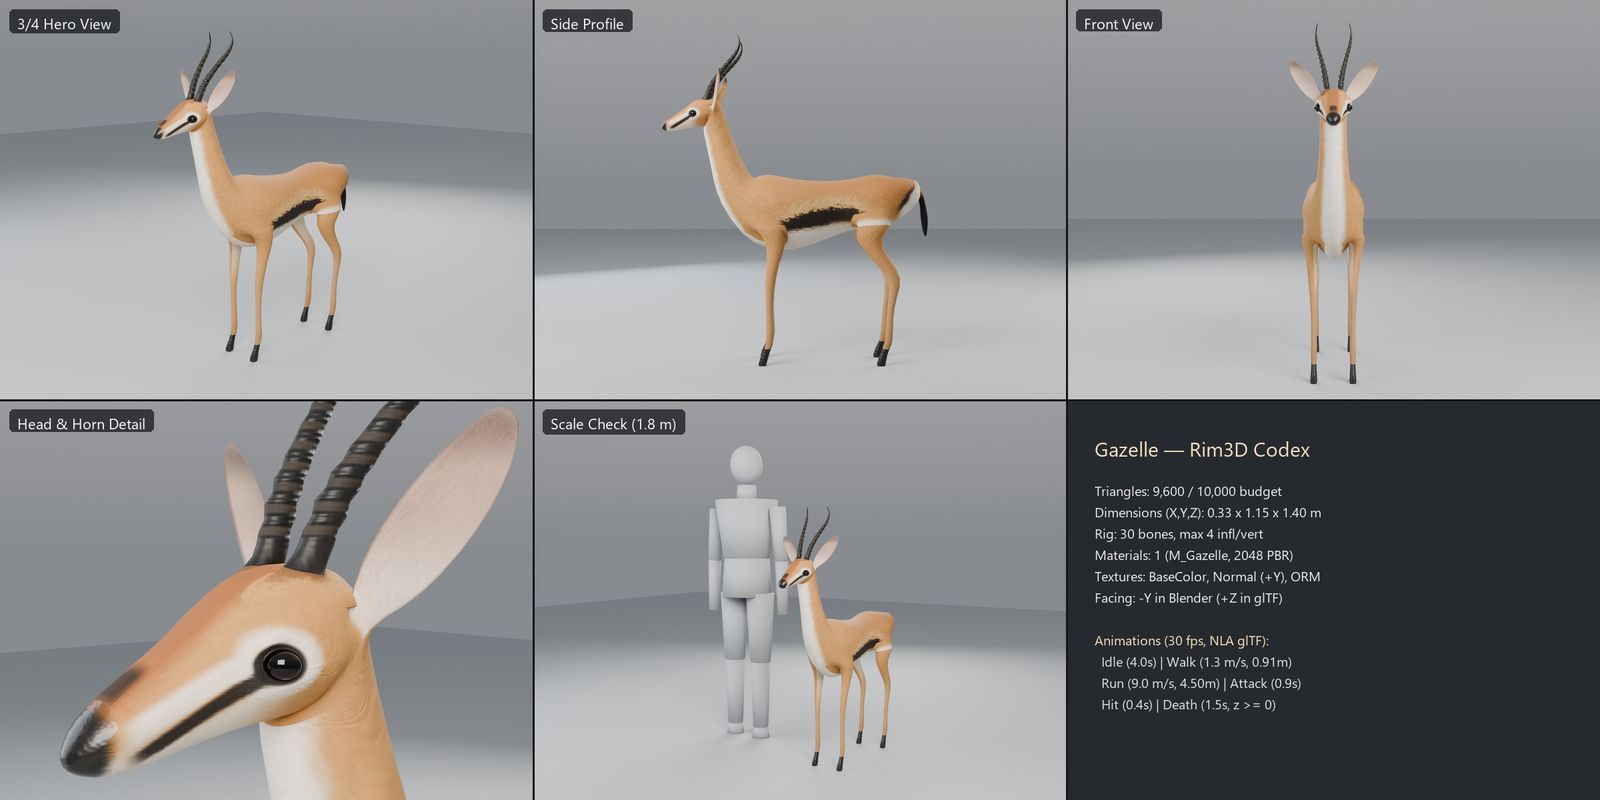 3/4 Hero View
Side Profile
Front View
Head & Horn Detail
Scale Check (1.8 m)
Gazelle — Rim3D Codex
Triangles: 9,600 / 10,000 budget
Dimensions (X,Y,Z): 0.33 x 1.15 x 1.40 m
Rig: 30 bones, max 4 infl/vert
Materials: 1 (M_Gazelle, 2048 PBR)
Textures: BaseColor, Normal (+Y), ORM
Facing: -Y in Blender (+Z in glTF)
Animations (30 fps, NLA glTF):
Idle (4.0s) | Walk (1.3 m/s, 0.91m)
Run (9.0 m/s, 4.50m) | Attack (0.9s)
Hit (0.4s) | Death (1.5s, z >= 0)